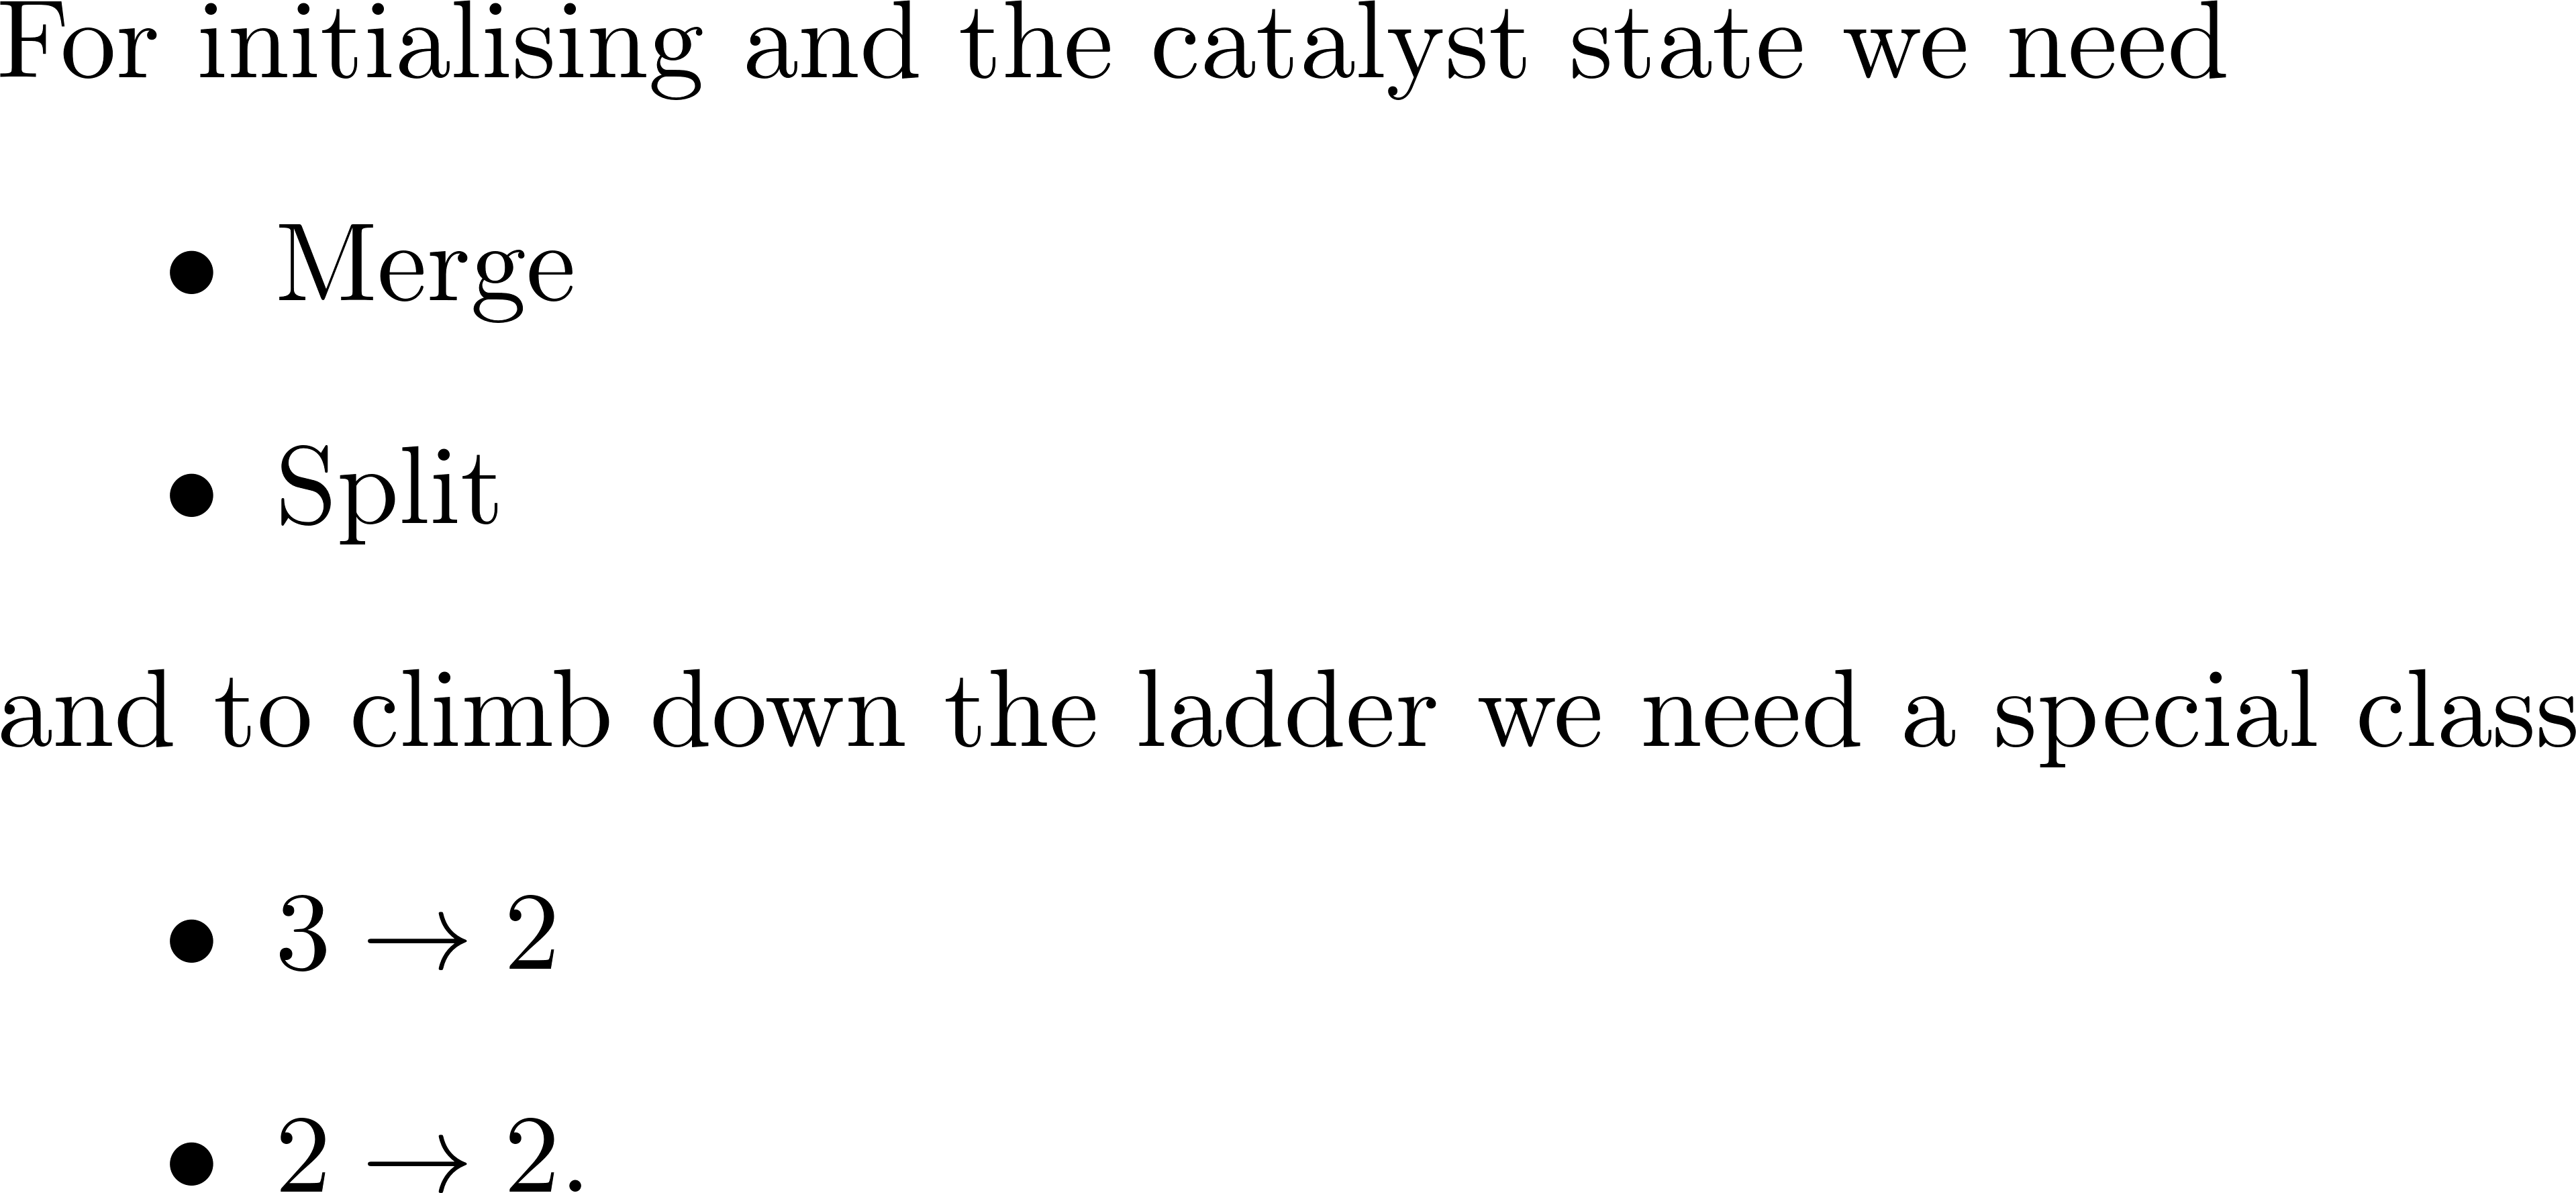 For initialising and the catalyst state we need
• Merge
• Split
and to climb down the ladder we need a special class
• 3 → 2
• 2 → 2.